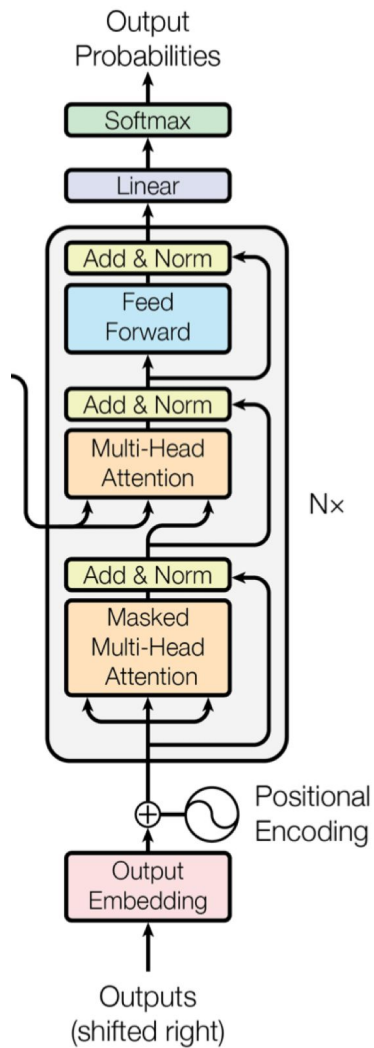 Output
Probabilities
Softmax
Linear
Add & Norm
Feed
Forward
Add & Norm
Multi-Head
Attention
N×
Add & Norm
Masked
Multi-Head
Attention
Positional
Encoding
Output
Embedding
Outputs
(shifted right)